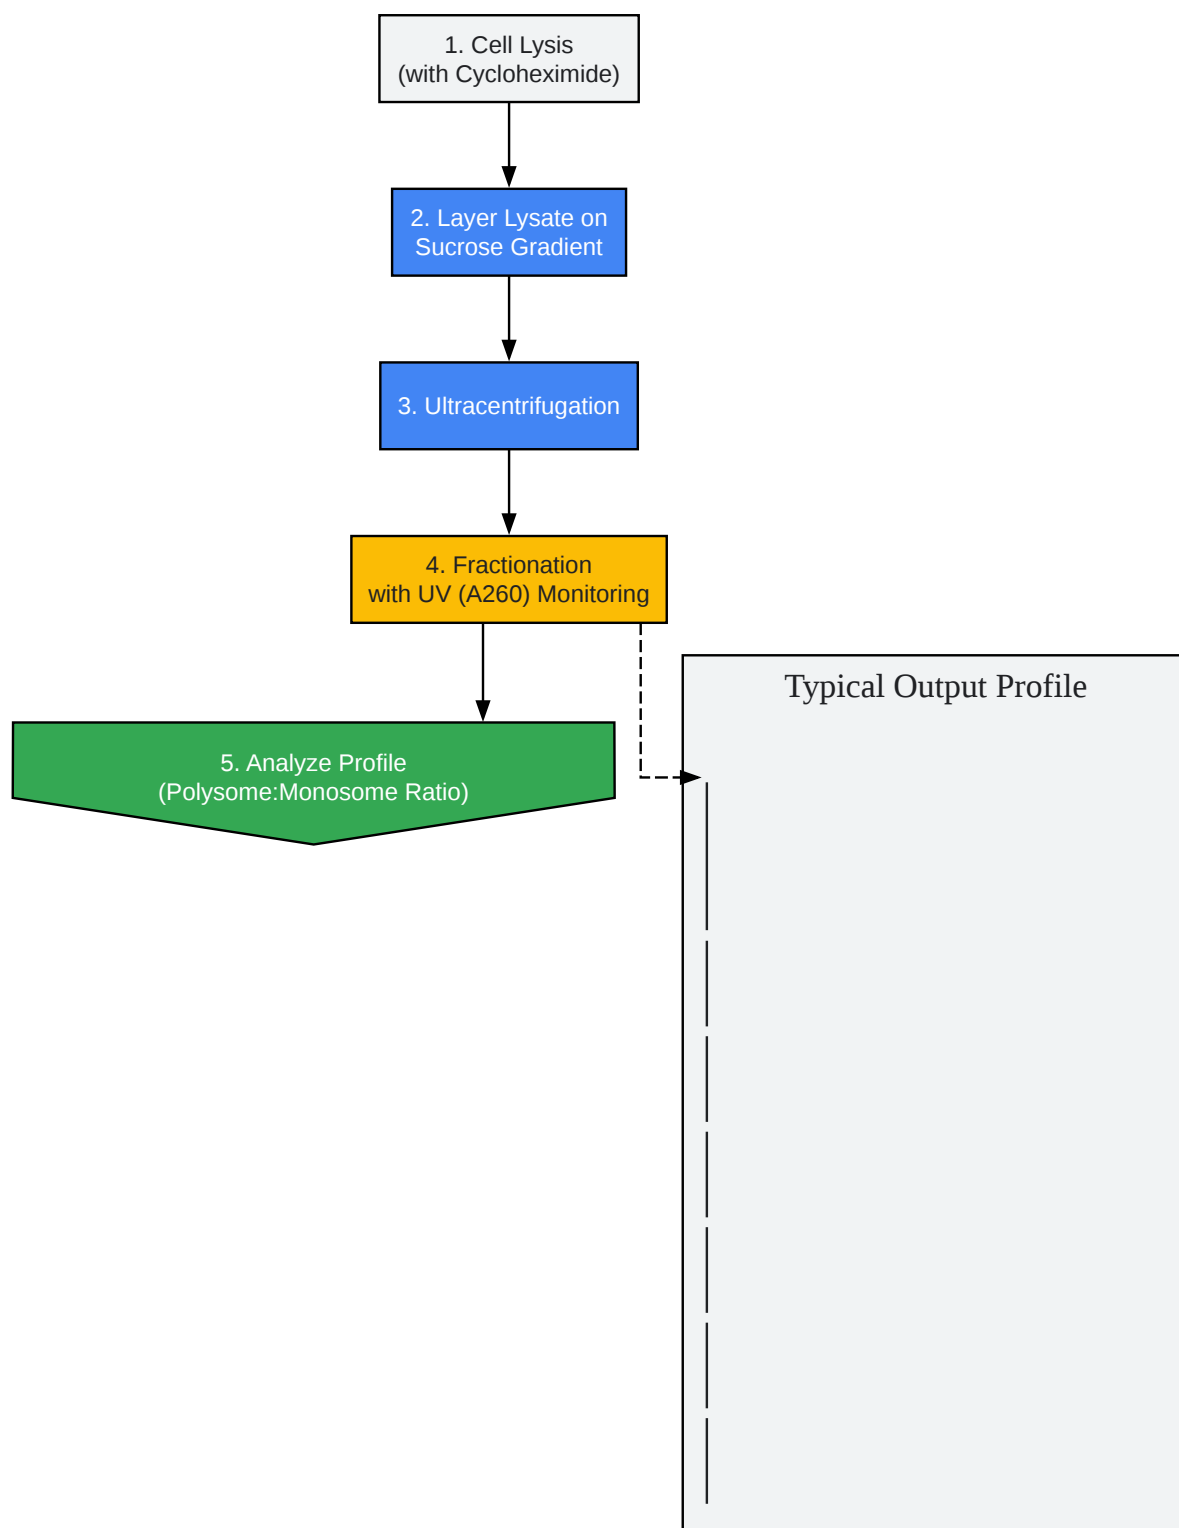 1. Cell Lysis
(with Cycloheximide)
2. Layer Lysate on
Sucrose Gradient
3. Ultracentrifugation
4. Fractionation
with UV (A260) Monitoring
Typical Output Profile
5. Analyze Profile
(Polysome:Monosome Ratio)